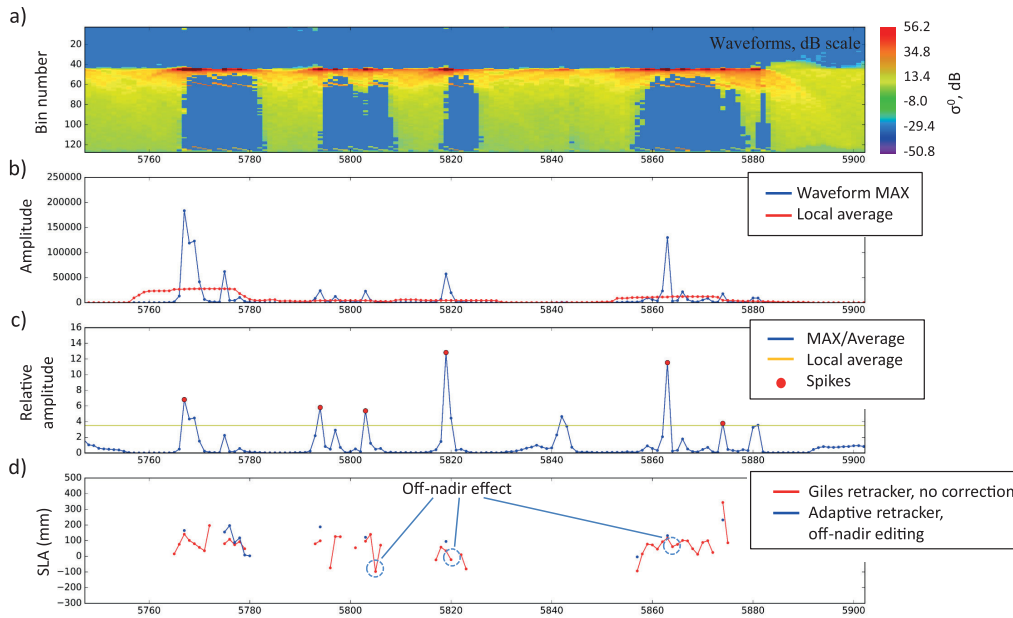 a)
Waveforms, dB scale
Bin number
20
40
60
80
100
120
5760 5780 5800 5820 5840 5860 5880 5900
56.2
34.8
13.4
-8.0
-29.4
-50.8
σ⁰, dB
b)
Amplitude
250000
200000
150000
100000
50000
0
5760 5780 5800 5820 5840 5860 5880 5900
Waveform MAX
Local average
c)
Relative
amplitude
16
14
12
10
8
6
4
2
0
5760 5780 5800 5820 5840 5860 5880 5900
MAX/Average
Local average
Spikes
d)
SLA (mm)
500
400
300
200
100
0
−100
−200
−300
5760 5780 5800 5820 5840 5860 5880 5900
Off-nadir effect
Giles retracker, no correction
Adaptive retracker,
off-nadir editing